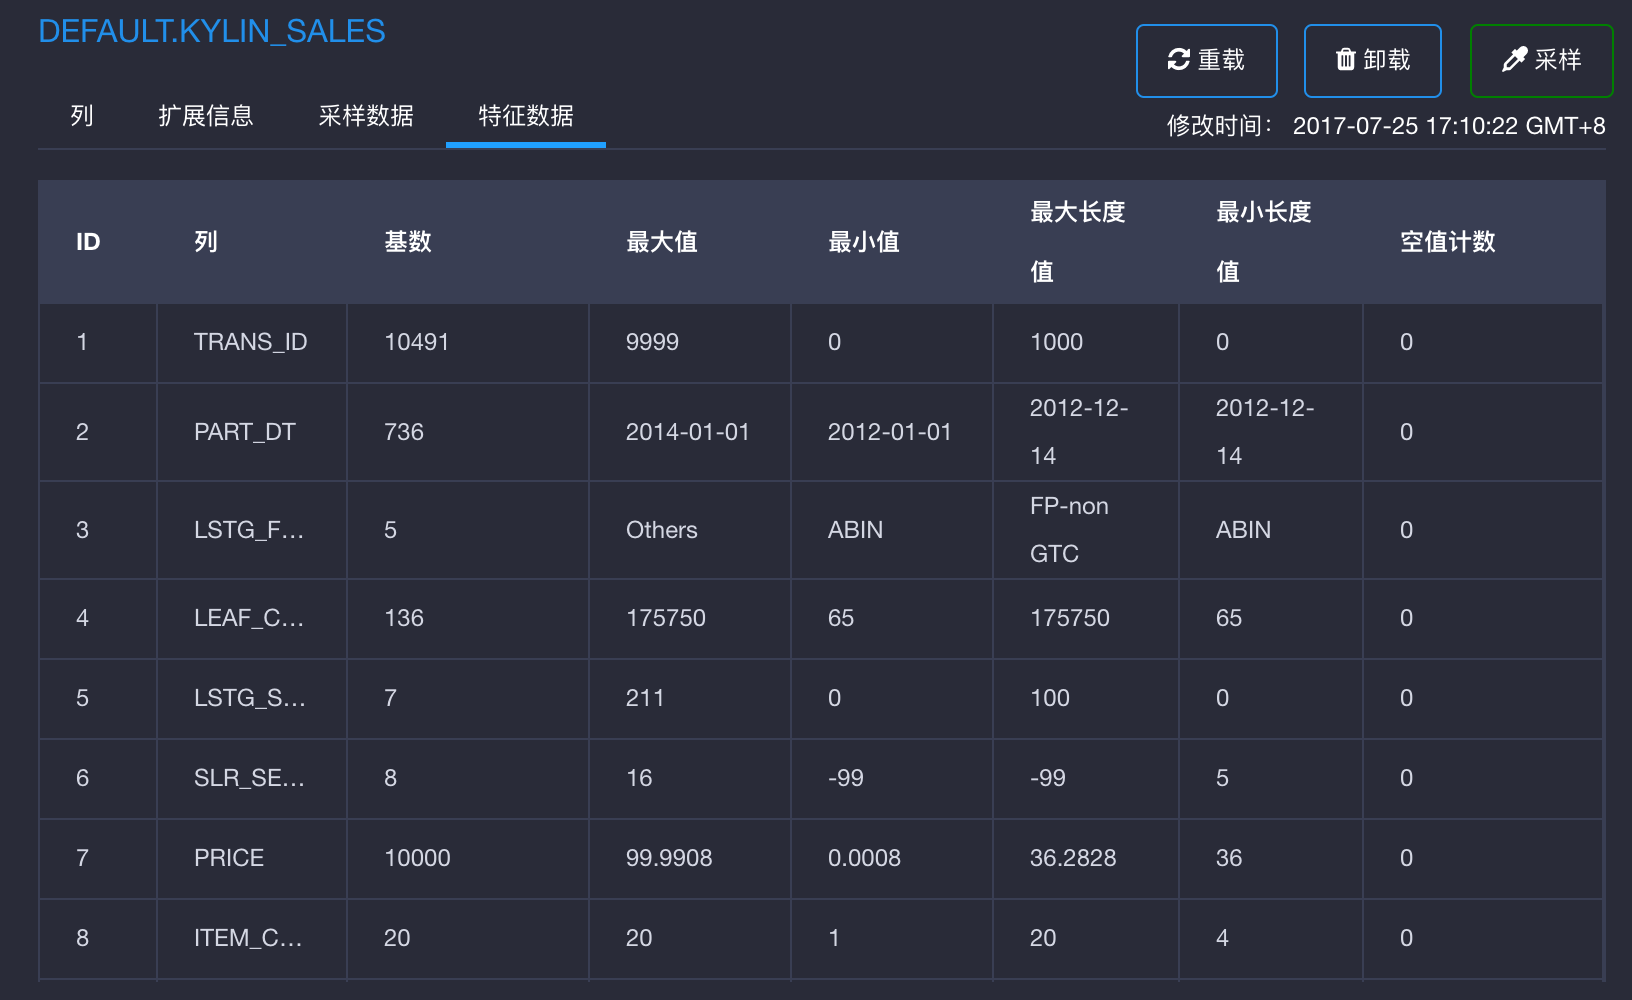 DEFAULT.KYLIN_SALES
重载 卸载 采样
列 扩展信息 采样数据 特征数据
修改时间： 2017-07-25 17:10:22 GMT+8
ID 列 基数 最大值 最小值 最大长度值 最小长度值 空值计数
1 TRANS_ID 10491 9999 0 1000 0 0
2 PART_DT 736 2014-01-01 2012-01-01 2012-12-14 2012-12-14 0
3 LSTG_F... 5 Others ABIN FP-non GTC ABIN 0
4 LEAF_C... 136 175750 65 175750 65 0
5 LSTG_S... 7 211 0 100 0 0
6 SLR_SE... 8 16 -99 -99 5 0
7 PRICE 10000 99.9908 0.0008 36.2828 36 0
8 ITEM_C... 20 20 1 20 4 0